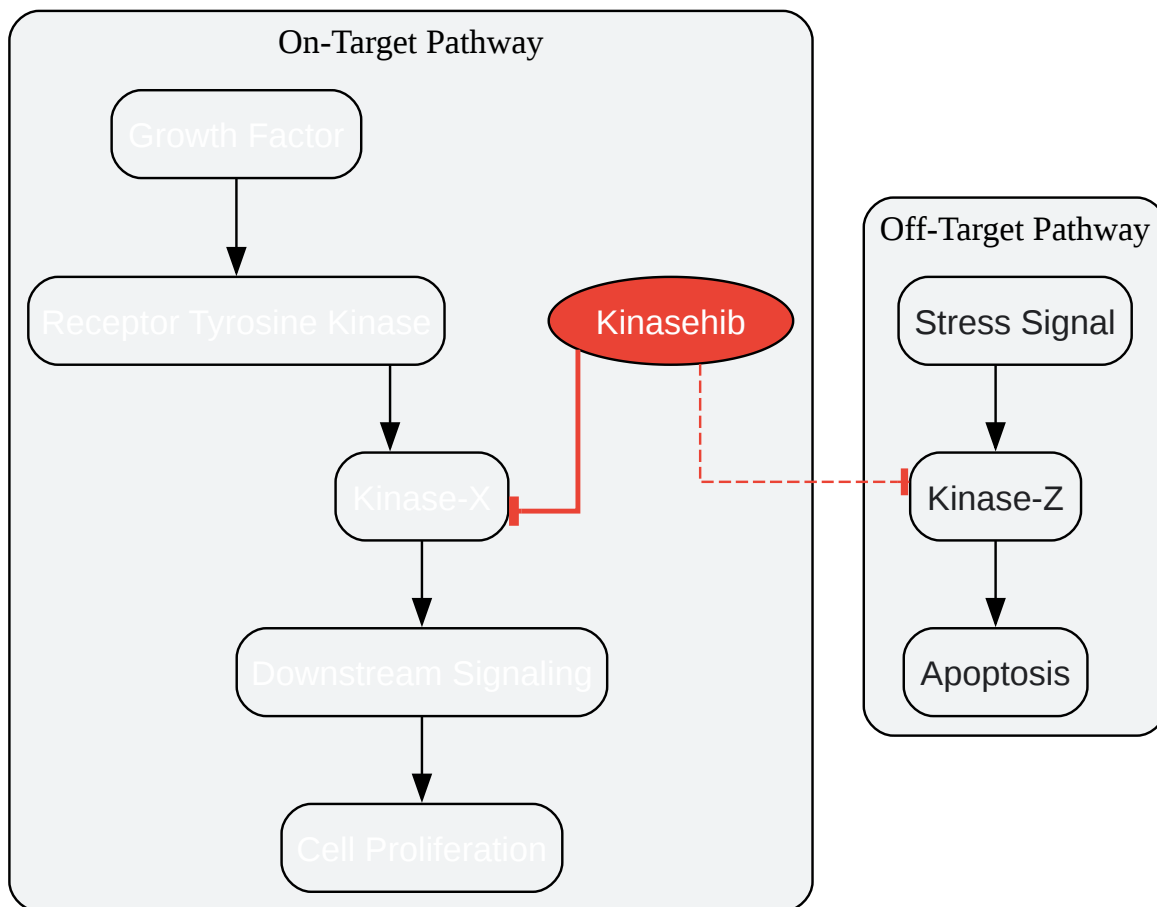 On-Target Pathway
Growth Factor
Receptor Tyrosine Kinase
Kinasehib
Kinase-X
Downstream Signaling
Cell Proliferation
Off-Target Pathway
Stress Signal
Kinase-Z
Apoptosis